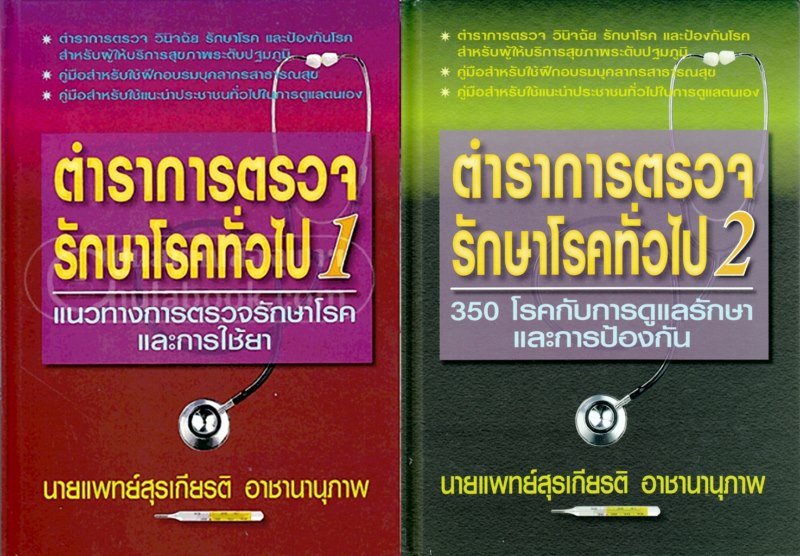 * ตำราการตรวจ วินิจฉัย รักษาโรค และป้องกันโรค
สำหรับผู้ให้บริการสุขภาพระดับปฐมภูมิ
* คู่มือสำหรับใช้ฝึกอบรมบุคลากรสาธารณสุข
* คู่มือสำหรับใช้แนะนำประชาชนทั่วไปในการดูแลตนเอง
ตำราการตรวจ
รักษาโรคทั่วไป 1
แนวทางการตรวจรักษาโรค
และการใช้ยา
นายแพทย์สุรเกียรติ อาชานานุภาพ
* ตำราการตรวจ วินิจฉัย รักษาโรค และป้องกันโรค
สำหรับผู้ให้บริการสุขภาพระดับปฐมภูมิ
* คู่มือสำหรับใช้ฝึกอบรมบุคลากรสาธารณสุข
* คู่มือสำหรับใช้แนะนำประชาชนทั่วไปในการดูแลตนเอง
ตำราการตรวจ
รักษาโรคทั่วไป 2
350 โรคกับการดูแลรักษา
และการป้องกัน
นายแพทย์สุรเกียรติ อาชานานุภาพ